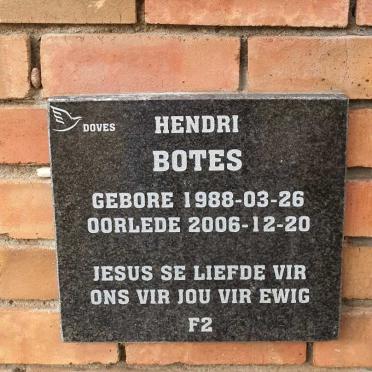 DOVES
HENDRI
BOTES
GEBORE 1988-03-26
OORLEDE 2006-12-20
JESUS SE LIEFDE VIR
ONS VIR JOU VIR EWIG
F2